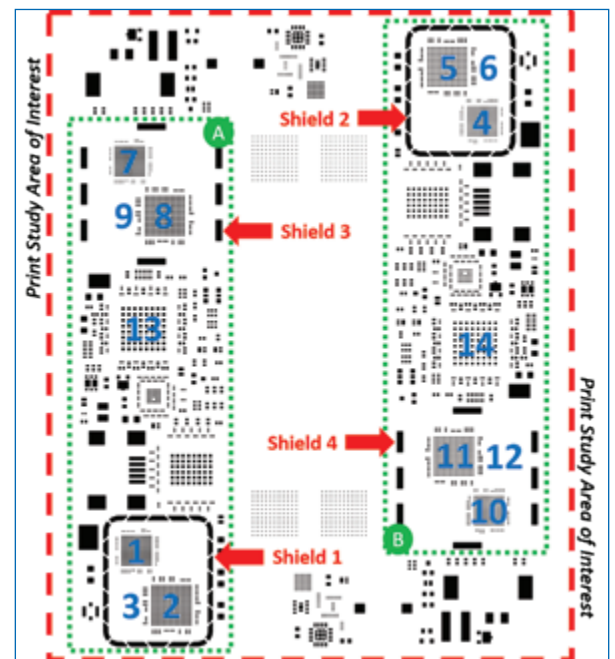 Print Study Area of Interest
5
6
Shield 2
4
A
7
9
8
Shield 3
13
14
Print Study Area of Interest
Shield 4
11
12
10
B
1
Shield 1
3
2